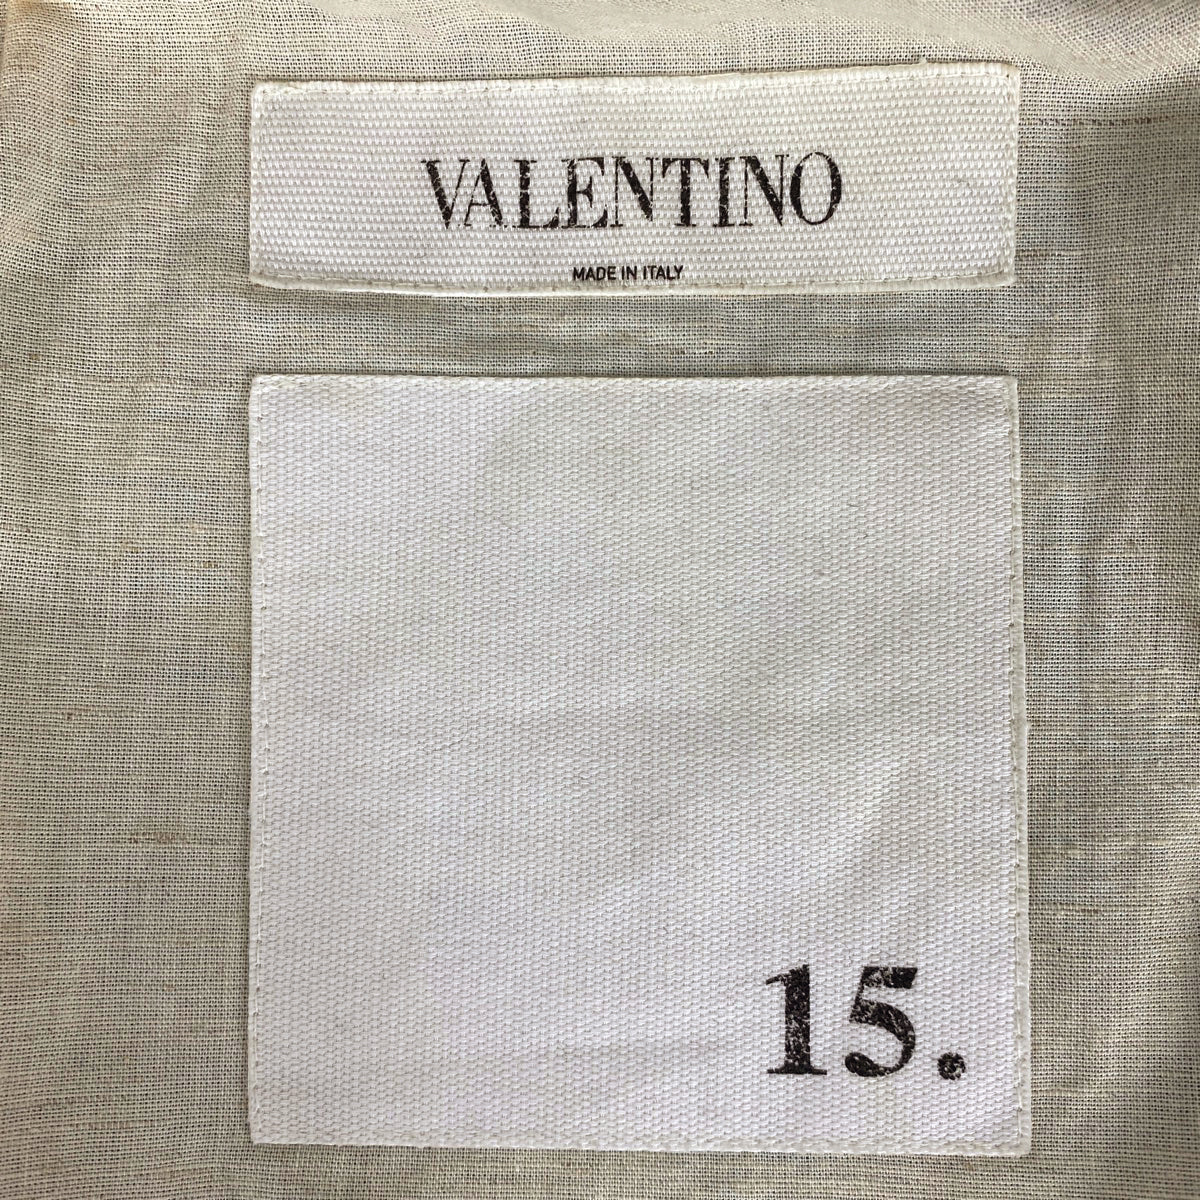 VALENTINO
MADE IN ITALY
15.